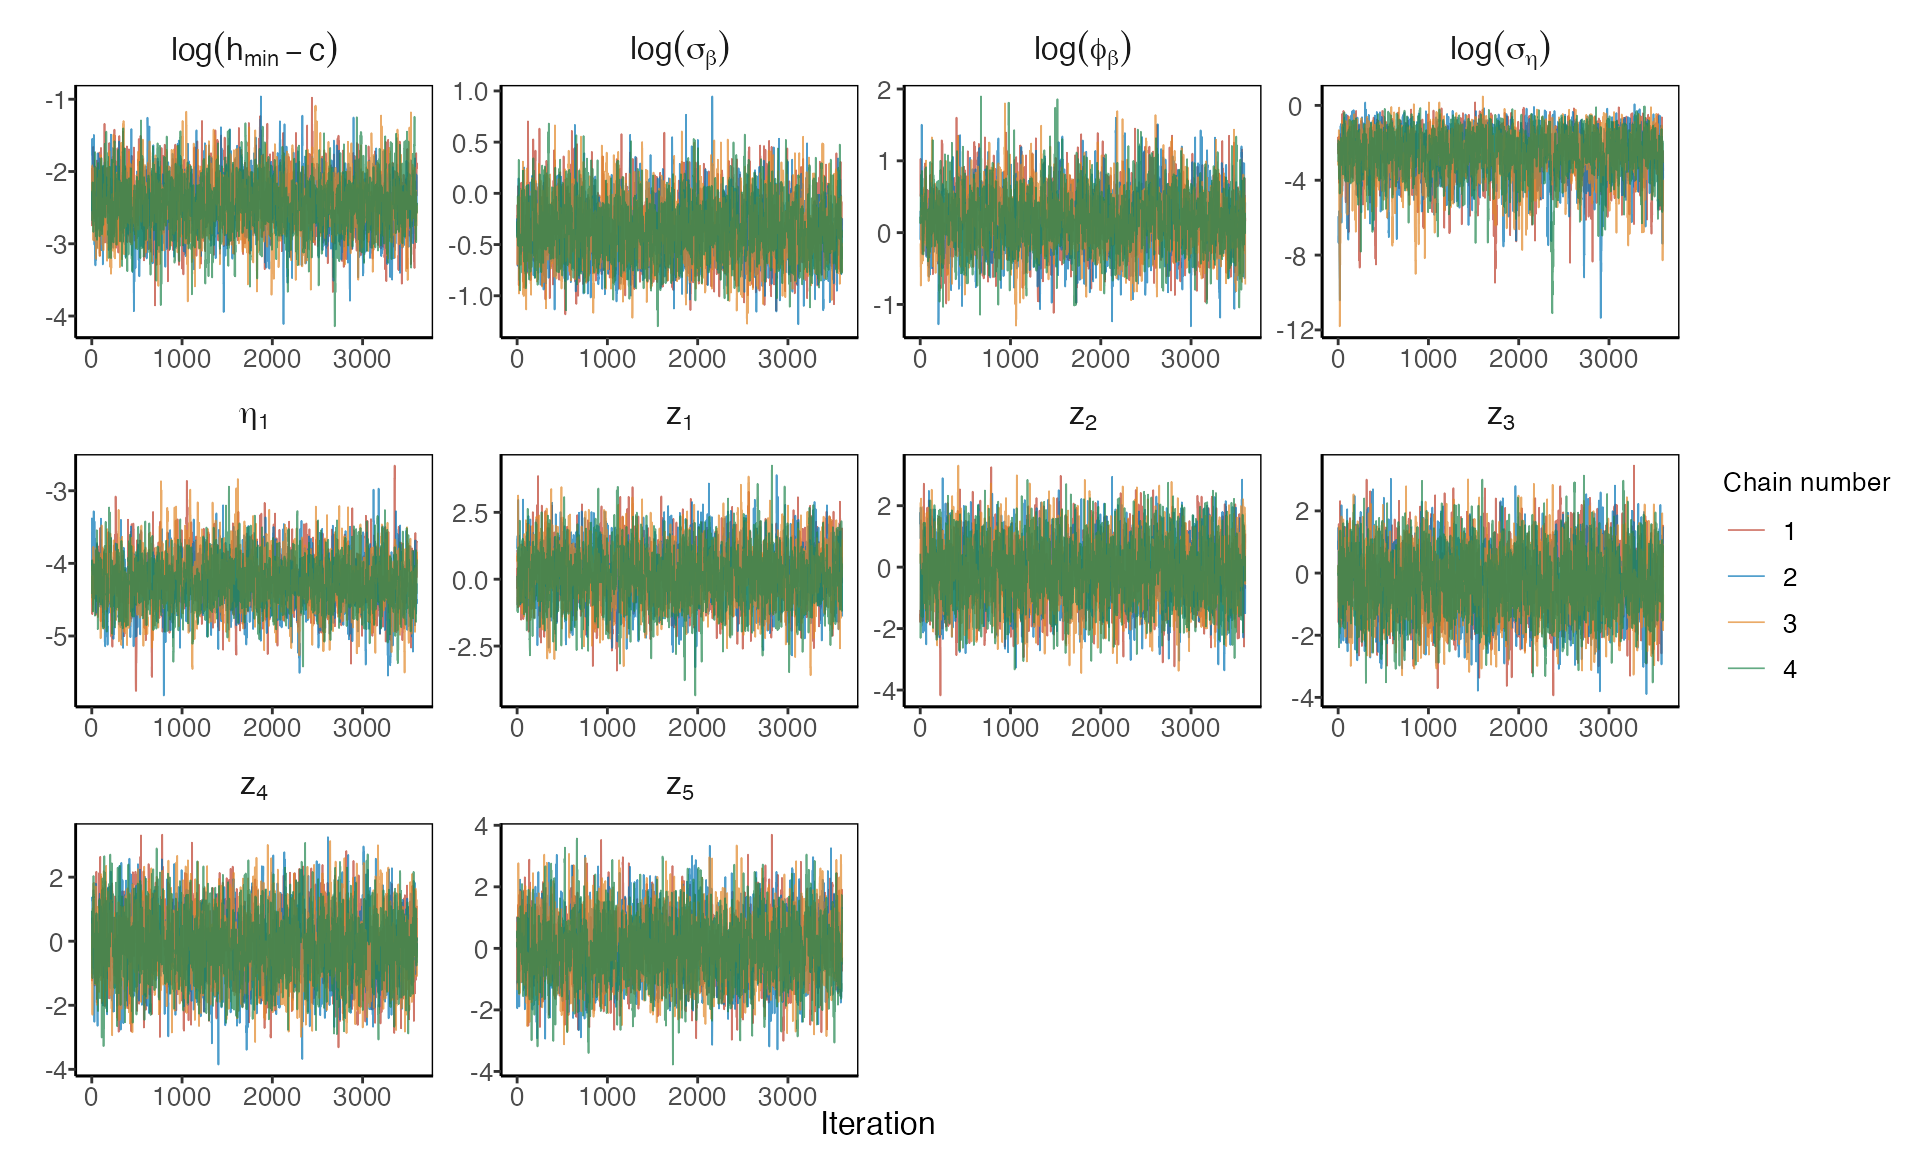 log(hmin − c) log(σβ) log(ϕβ) log(ση)
-1 -2 -3 -4
1.0 0.5 0.0 -0.5 -1.0
2 1 0 -1
0 -4 -8 -12
0 1000 2000 3000 0 1000 2000 3000 0 1000 2000 3000 0 1000 2000 3000
η1 z1 z2 z3
-3 -4 -5
2.5 0.0 -2.5
2 0 -2 -4
2 0 -2 -4
0 1000 2000 3000 0 1000 2000 3000 0 1000 2000 3000 0 1000 2000 3000
Chain number
1
2
3
4
z4 z5
2 0 -2 -4
4 2 0 -2 -4
0 1000 2000 3000 0 1000 2000 3000
Iteration